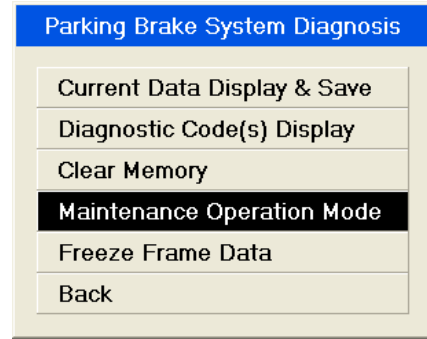 Parking Brake System Diagnosis
Current Data Display & Save
Diagnostic Code(s) Display
Clear Memory
Maintenance Operation Mode
Freeze Frame Data
Back